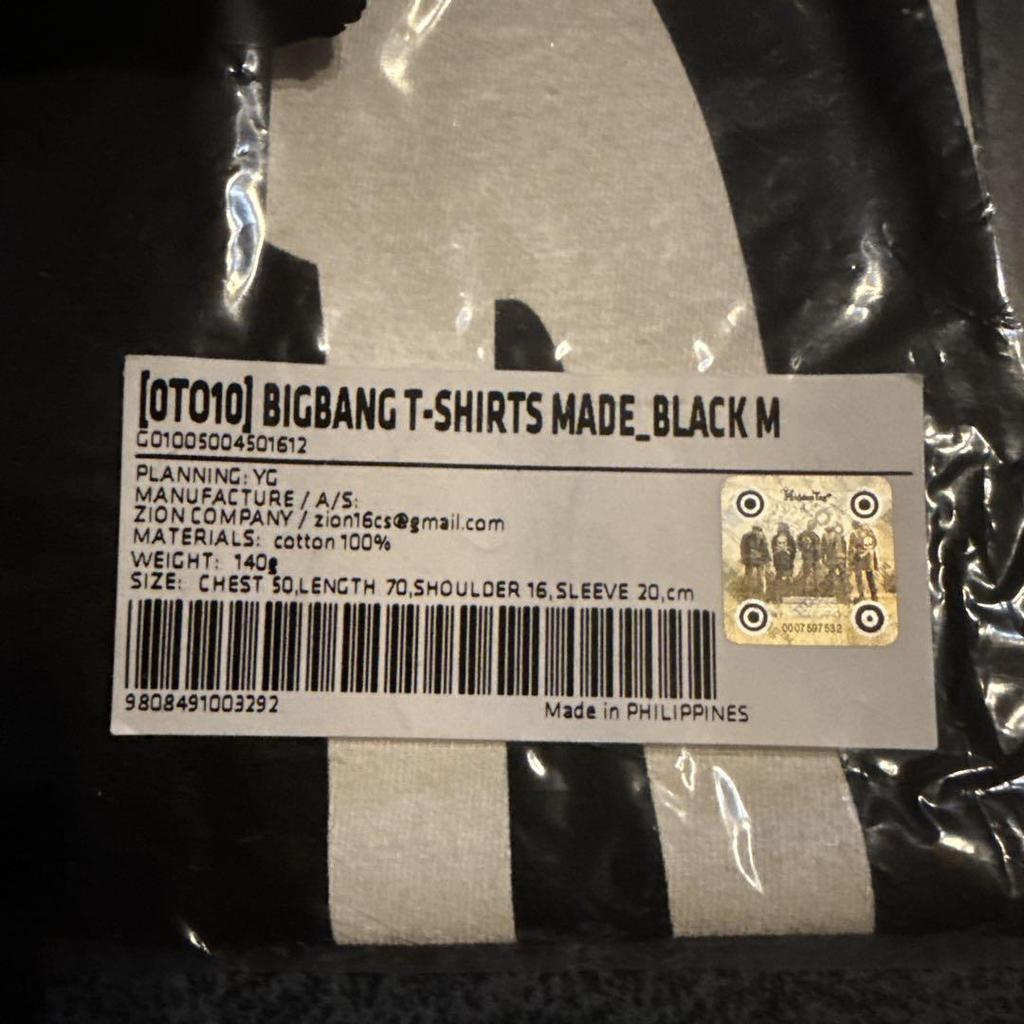 [0T010] BIGBANG T-SHIRTS MADE_BLACK M
G01005004501612
PLANNING: YG
MANUFACTURE / A/S:
ZION COMPANY / zion16cs@gmail.com
MATERIALS: cotton 100%
WEIGHT: 140g
SIZE: CHEST 50,LENGTH 70,SHOULDER 16,SLEEVE 20,cm
HiddenTag
0007597532
9808491003292
Made in PHILIPPINES